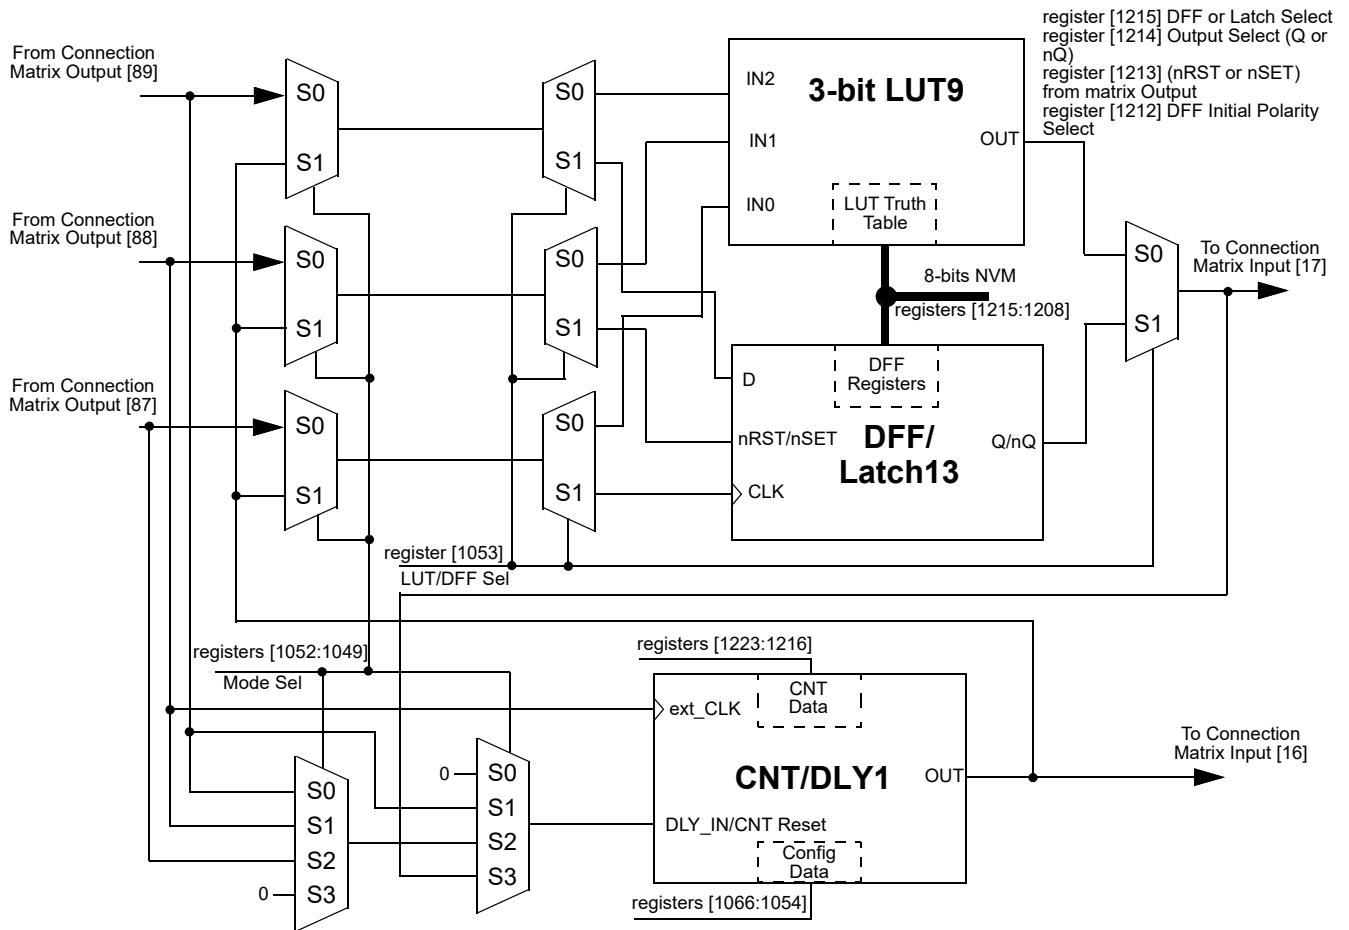 register [1215] DFF or Latch Select
register [1214] Output Select (Q or
nQ)
register [1213] (nRST or nSET)
from matrix Output
register [1212] DFF Initial Polarity
Select
From Connection
Matrix Output [89]
S0
S1
S0
S1
IN2
IN1
IN0
3-bit LUT9
OUT
LUT Truth
Table
From Connection
Matrix Output [88]
S0
S1
S0
S1
8-bits NVM
registers [1215:1208]
S0
S1
To Connection
Matrix Input [17]
From Connection
Matrix Output [87]
S0
S1
S0
S1
D
nRST/nSET
CLK
DFF
Registers
DFF/
Latch13
Q/nQ
register [1053]
LUT/DFF Sel
registers [1052:1049]
Mode Sel
registers [1223:1216]
CNT
Data
ext_CLK
CNT/DLY1
OUT
DLY_IN/CNT Reset
Config
Data
registers [1066:1054]
To Connection
Matrix Input [16]
0
S0
S1
S2
S3
S0
S1
S2
0
S3